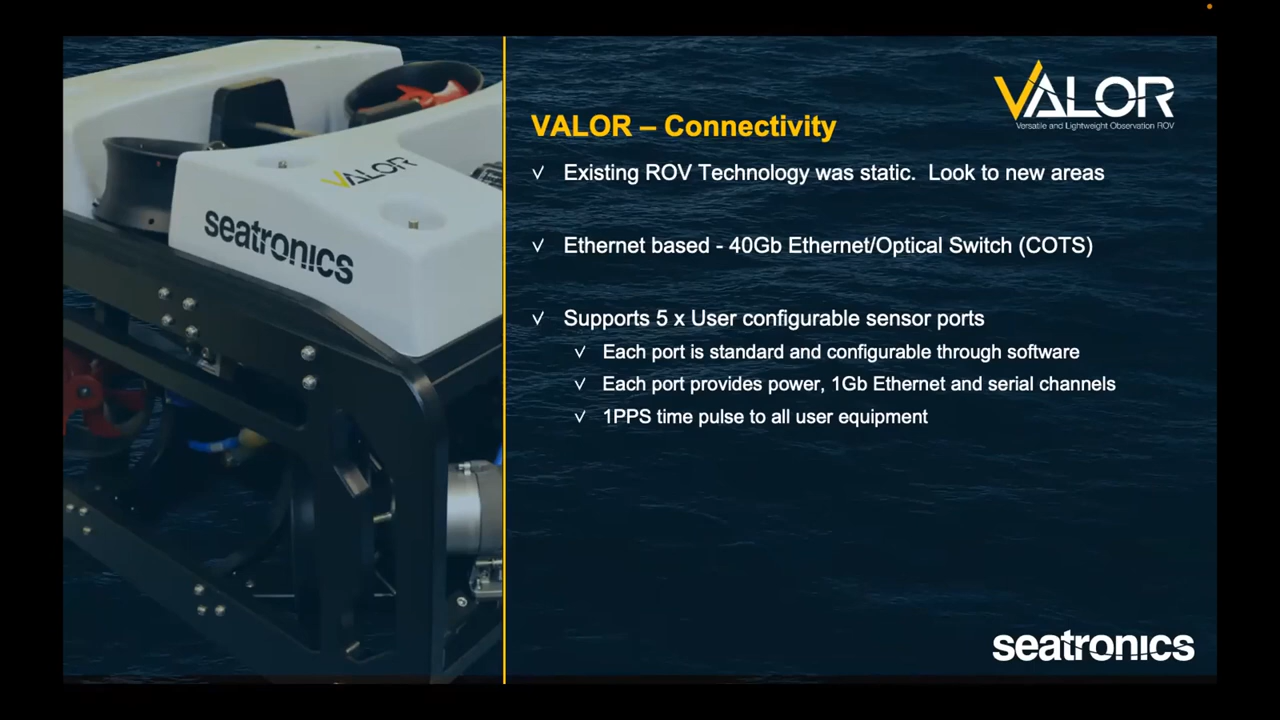 VALOR
Versatile and Lightweight Observation ROV
VALOR – Connectivity
Existing ROV Technology was static.  Look to new areas
Ethernet based - 40Gb Ethernet/Optical Switch (COTS)
Supports 5 x User configurable sensor ports
Each port is standard and configurable through software
Each port provides power, 1Gb Ethernet and serial channels
1PPS time pulse to all user equipment
VALOR
seatronics
seatronics